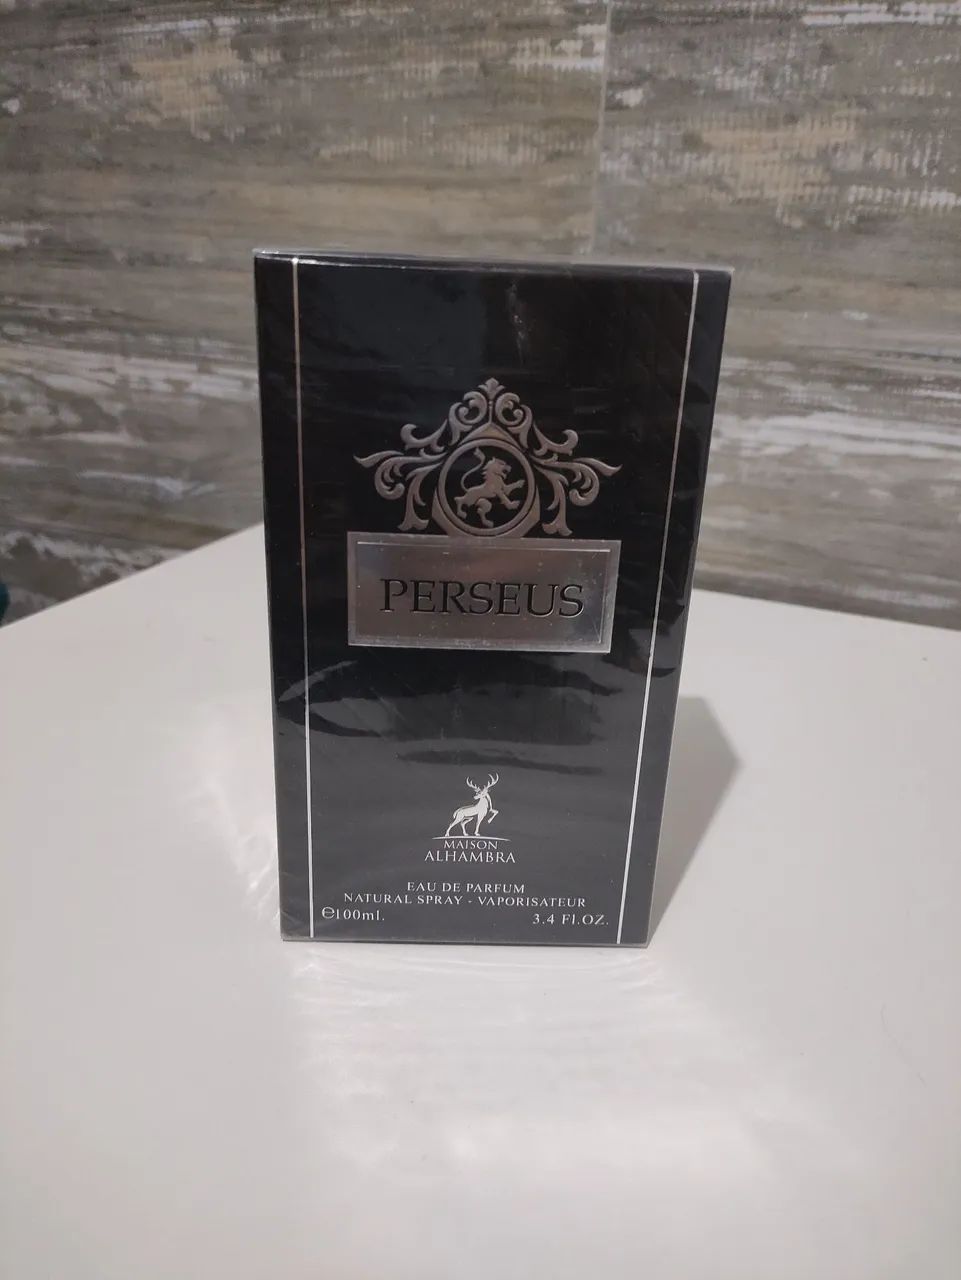 PERSEUS
MAISON
ALHAMBRA
EAU DE PARFUM
NATURAL SPRAY - VAPORISATEUR
℮100ml. 3.4 Fl.OZ.